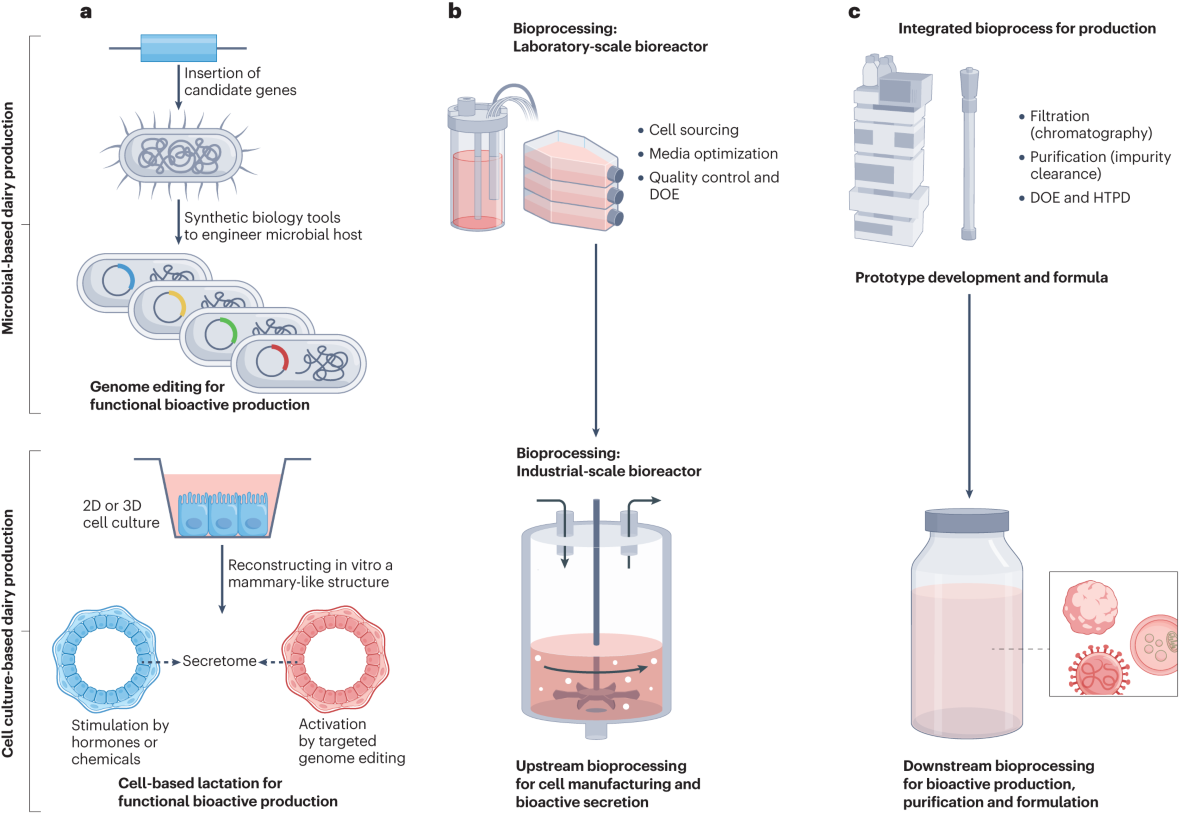 a
Microbial-based dairy production
Insertion of
candidate genes
Synthetic biology tools
to engineer microbial host
Genome editing for
functional bioactive production
Cell culture-based dairy production
2D or 3D
cell culture
Reconstructing in vitro a
mammary-like structure
Secretome
Stimulation by
hormones or
chemicals
Activation
by targeted
genome editing
Cell-based lactation for
functional bioactive production
b
Bioprocessing:
Laboratory-scale bioreactor
• Cell sourcing
• Media optimization
• Quality control and
DOE
Bioprocessing:
Industrial-scale bioreactor
Upstream bioprocessing
for cell manufacturing and
bioactive secretion
c
Integrated bioprocess for production
• Filtration
(chromatography)
• Purification (impurity
clearance)
• DOE and HTPD
Prototype development and formula
Downstream bioprocessing
for bioactive production,
purification and formulation